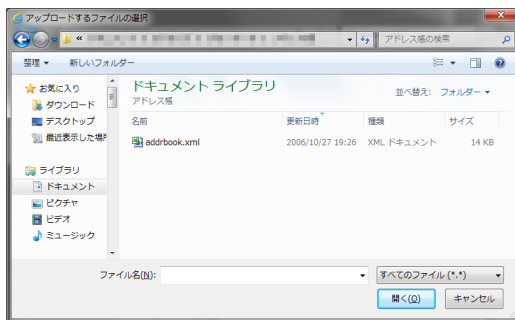 アップロードするファイルの選択
«
アドレス帳の検索
整理 ▼ 新しいフォルダー
お気に入り
ダウンロード
デスクトップ
最近表示した場所
ライブラリ
ドキュメント
ピクチャ
ビデオ
ミュージック
ドキュメント ライブラリ
アドレス帳
並べ替え: フォルダー ▼
名前 更新日時 種類 サイズ
addrbook.xml 2006/10/27 19:26 XML ドキュメント 14 KB
ファイル名(N):
すべてのファイル (*.*)
開く(O) キャンセル